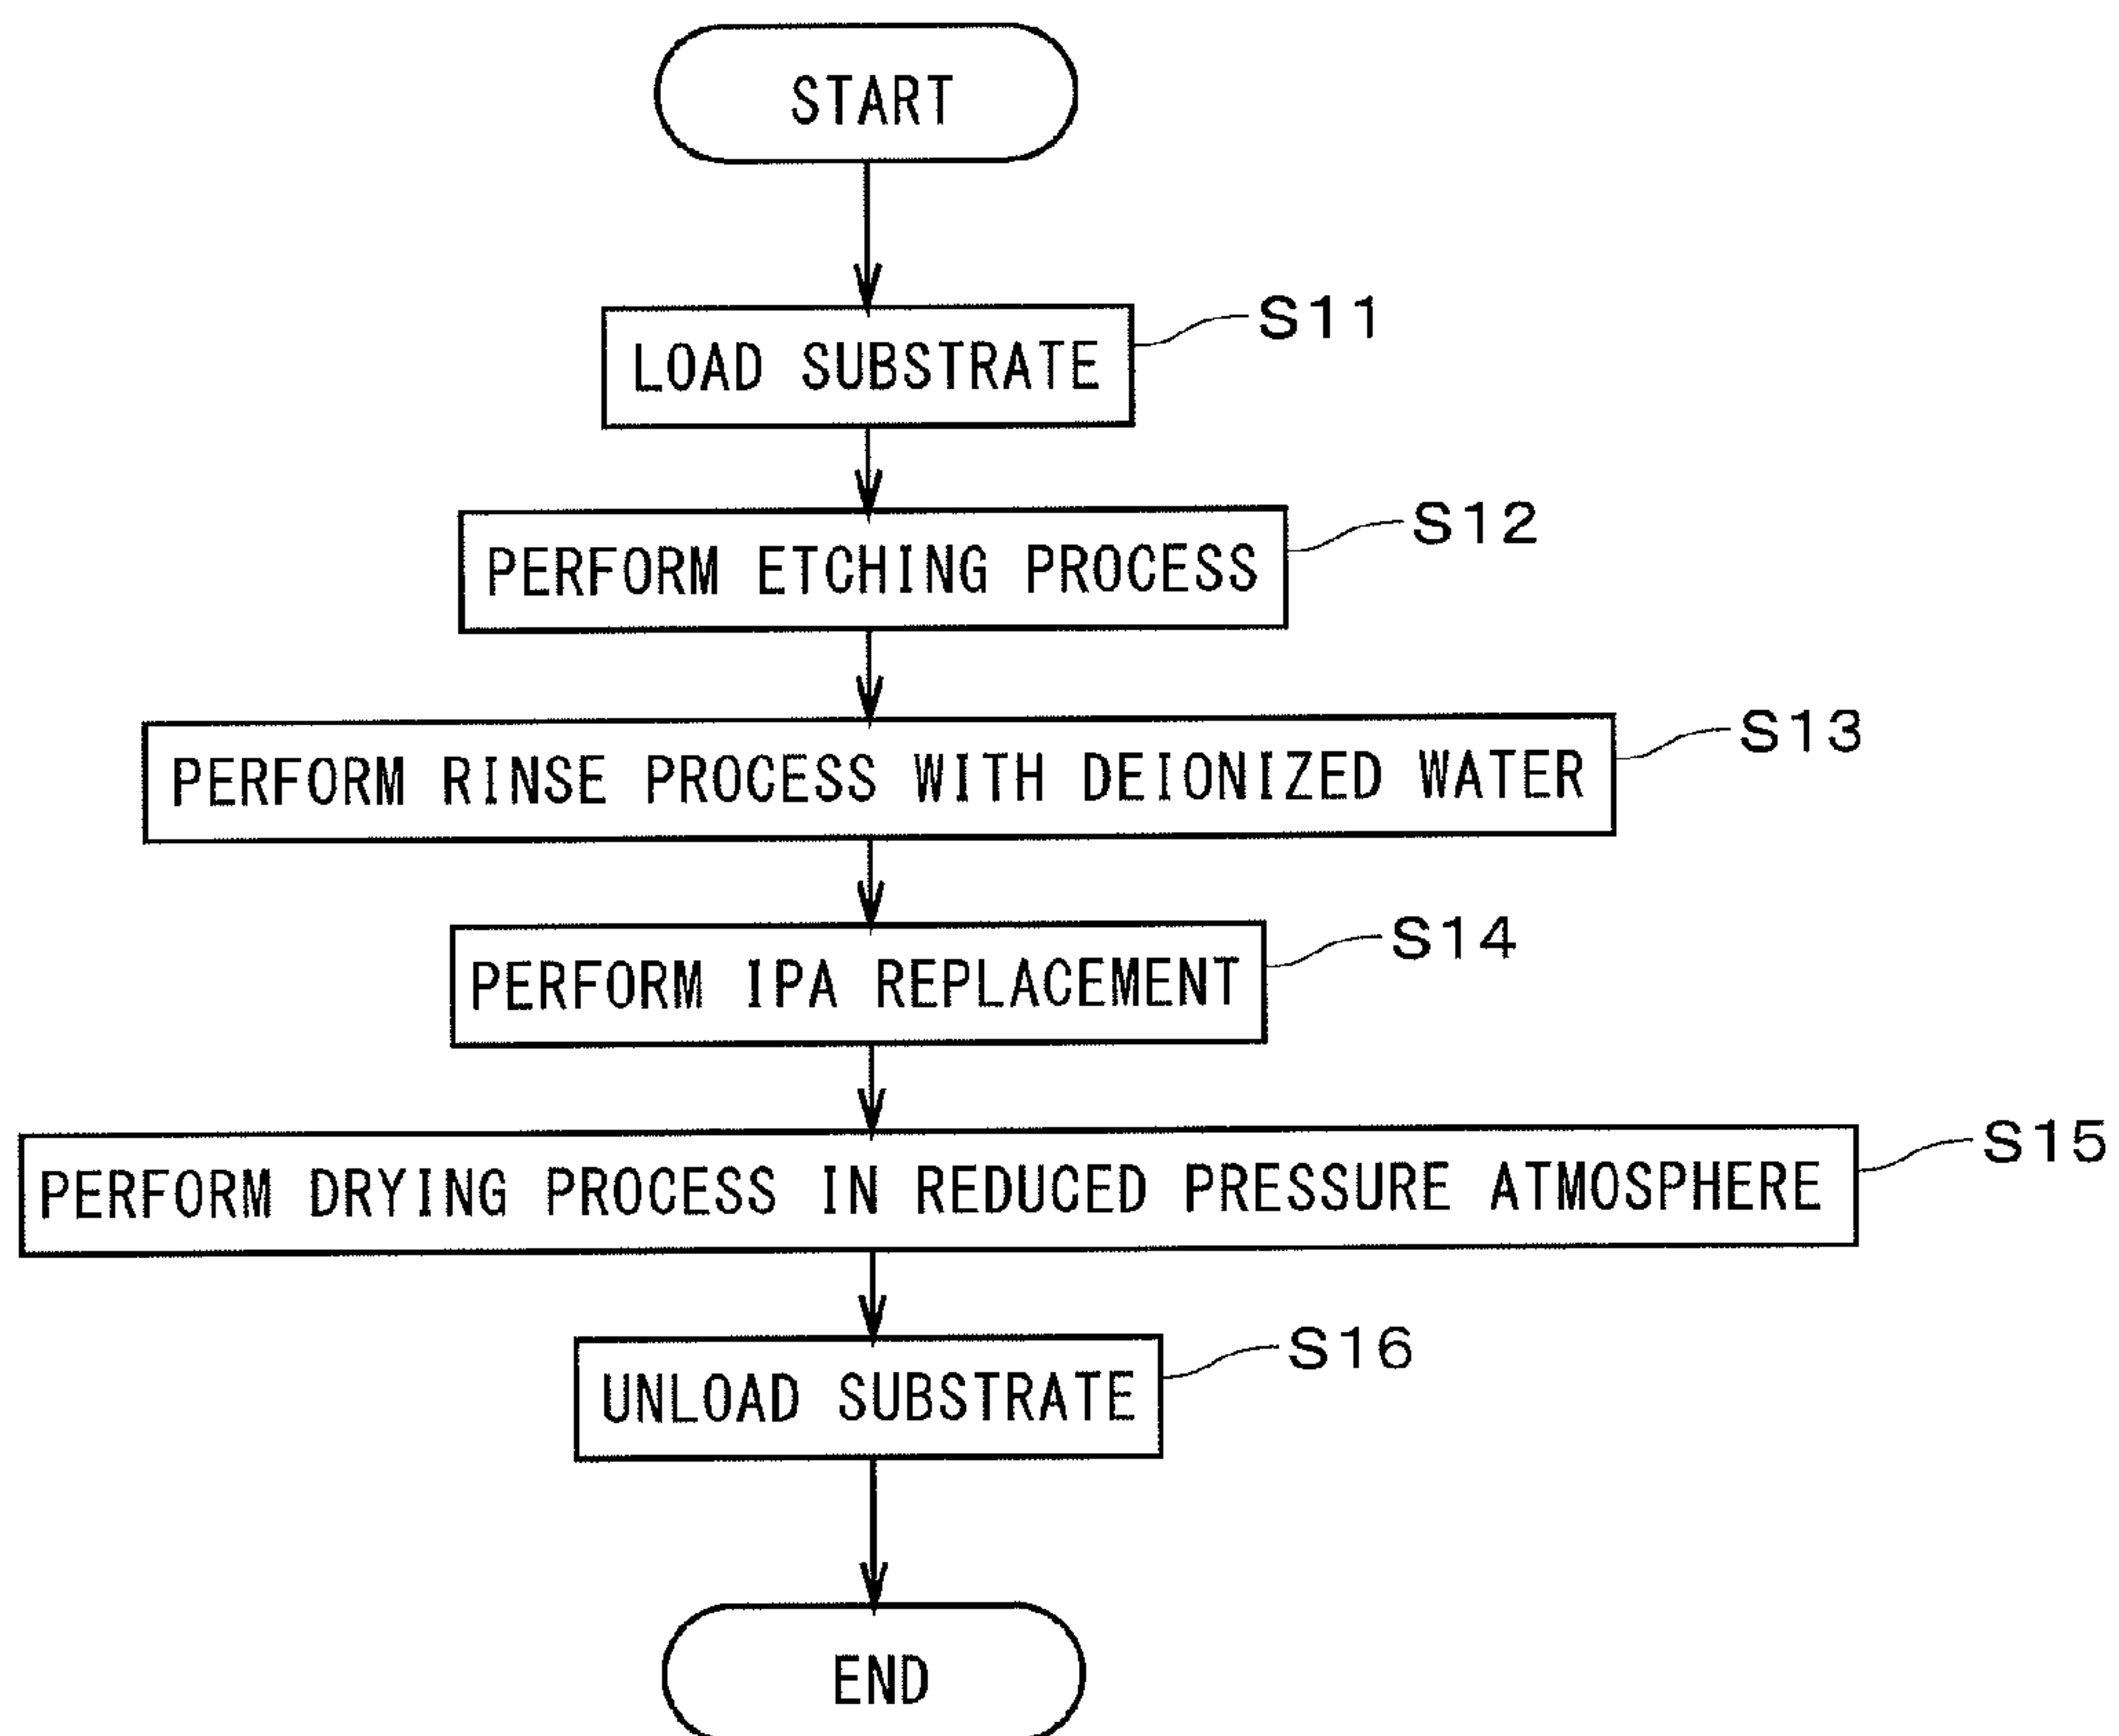 START
LOAD SUBSTRATE
S11
PERFORM ETCHING PROCESS
S12
PERFORM RINSE PROCESS WITH DEIONIZED WATER
S13
PERFORM IPA REPLACEMENT
S14
PERFORM DRYING PROCESS IN REDUCED PRESSURE ATMOSPHERE
S15
UNLOAD SUBSTRATE
S16
END